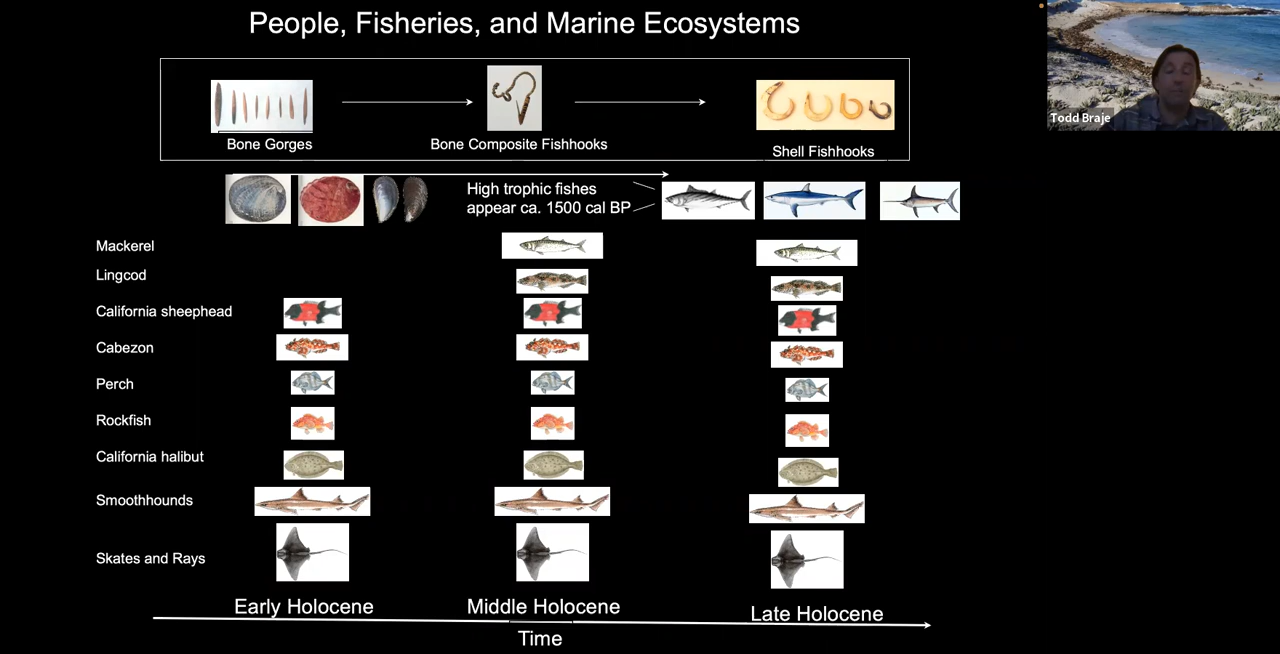 People, Fisheries, and Marine Ecosystems
Todd Braje
Bone Gorges
Bone Composite Fishhooks
Shell Fishhooks
High trophic fishes
appear ca. 1500 cal BP
Mackerel
Lingcod
California sheephead
Cabezon
Perch
Rockfish
California halibut
Smoothhounds
Skates and Rays
Early Holocene
Middle Holocene
Late Holocene
Time